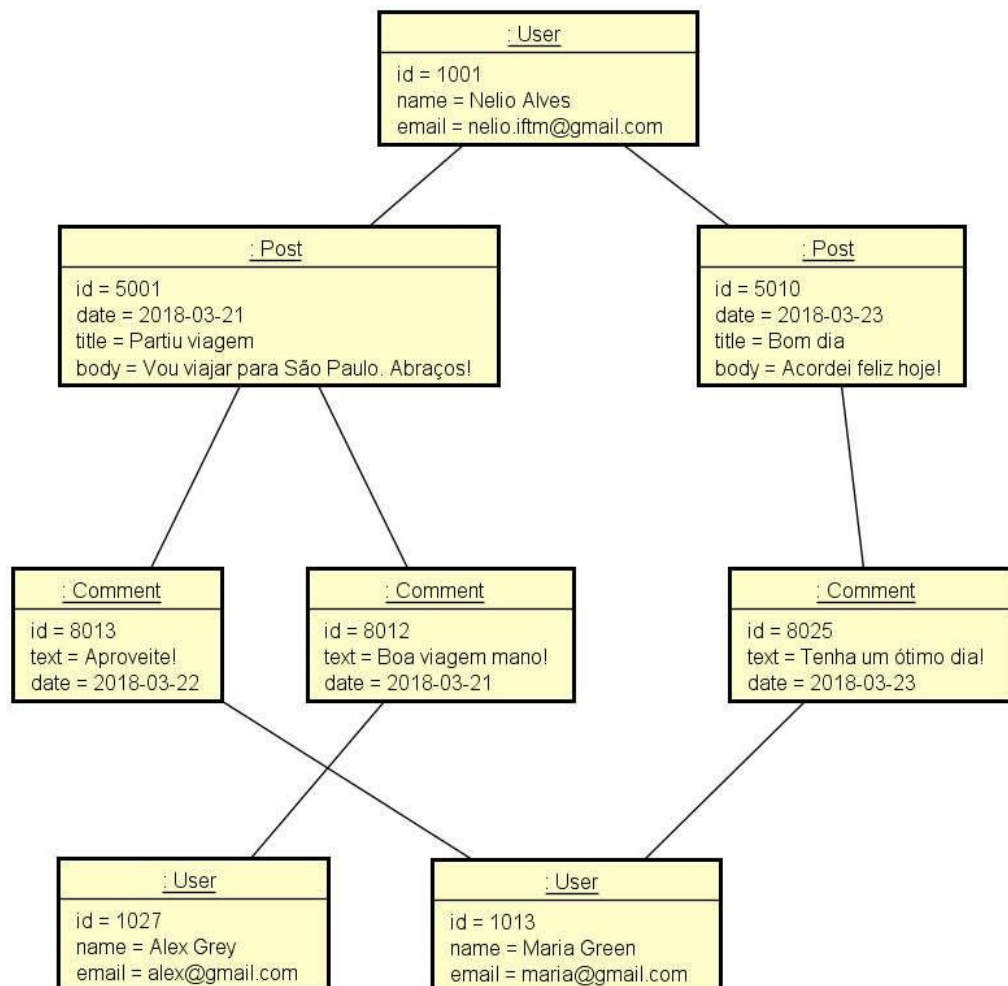 : User
id = 1001
name = Nelio Alves
email = nelio.iftm@gmail.com
: Post
id = 5001
date = 2018-03-21
title = Partiu viagem
body = Vou viajar para São Paulo. Abraços!
: Post
id = 5010
date = 2018-03-23
title = Bom dia
body = Acordei feliz hoje!
: Comment
id = 8013
text = Aproveite!
date = 2018-03-22
: Comment
id = 8012
text = Boa viagem mano!
date = 2018-03-21
: Comment
id = 8025
text = Tenha um ótimo dia!
date = 2018-03-23
: User
id = 1027
name = Alex Grey
email = alex@gmail.com
: User
id = 1013
name = Maria Green
email = maria@gmail.com